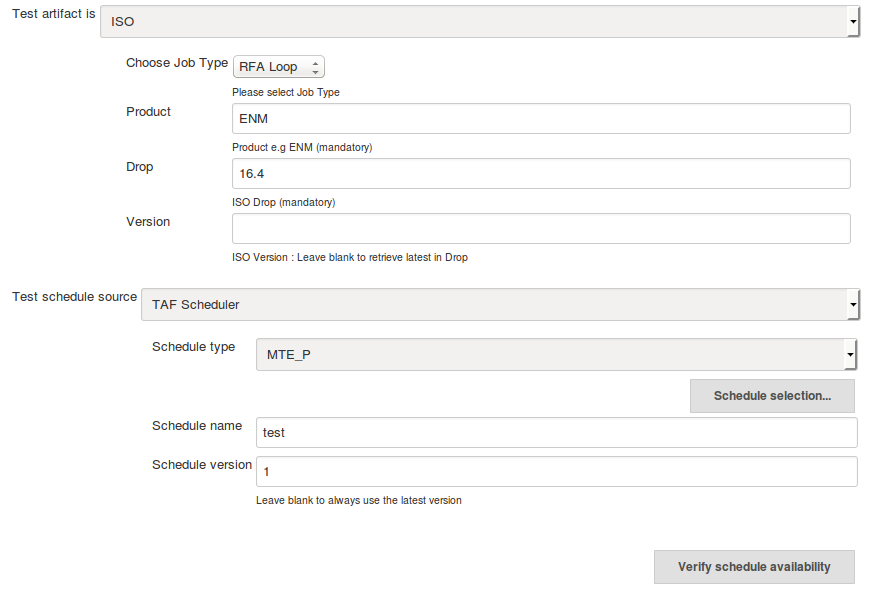 Test artifact is ISO
Choose Job Type RFA Loop
Please select Job Type
Product ENM
Product e.g ENM (mandatory)
Drop 16.4
ISO Drop (mandatory)
Version
ISO Version : Leave blank to retrieve latest in Drop
Test schedule source TAF Scheduler
Schedule type MTE_P
Schedule selection...
Schedule name test
Schedule version 1
Leave blank to always use the latest version
Verify schedule availability